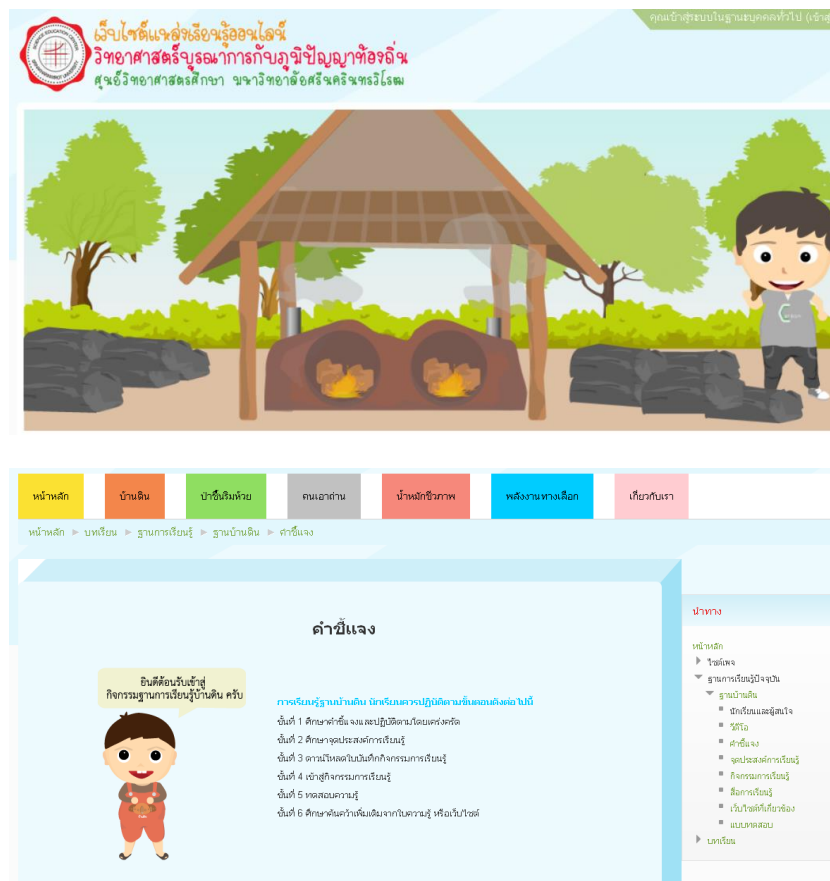 คุณเข้าสู่ระบบในฐานะบุคคลทั่วไป (เข้าสู่
เว็บไซต์แหล่งเรียนรู้ออนไลน์
วิทยาศาสตร์บูรณาการกับภูมิปัญญาท้องถิ่น
ศูนย์วิทยาศาสตรศึกษา มหาวิทยาลัยศรีนครินทรวิโรฒ
หน้าหลัก
บ้านดิน
ป่าชื้นริมห้วย
คนเอาถ่าน
น้ำหมักชีวภาพ
พลังงานทางเลือก
เกี่ยวกับเรา
หน้าหลัก ► บทเรียน ► ฐานการเรียนรู้ ► ฐานบ้านดิน ► คำชี้แจง
คำชี้แจง
ยินดีต้อนรับเข้าสู่
กิจกรรมฐานการเรียนรู้บ้านดิน ครับ
การเรียนรู้ฐานบ้านดิน นักเรียนควรปฏิบัติตามขั้นตอนดังต่อไปนี้
ขั้นที่ 1 ศึกษาคำชี้แจงและปฏิบัติตามโดยเคร่งครัด
ขั้นที่ 2 ศึกษาจุดประสงค์การเรียนรู้
ขั้นที่ 3 ดาวน์โหลดใบบันทึกกิจกรรมการเรียนรู้
ขั้นที่ 4 เข้าสู่กิจกรรมการเรียนรู้
ขั้นที่ 5 ทดสอบความรู้
ขั้นที่ 6 ศึกษาค้นคว้าเพิ่มเติมจากใบความรู้ หรือเว็บไซต์
นำทาง
หน้าหลัก
ไซต์เพจ
ฐานการเรียนรู้ปัจจุบัน
ฐานบ้านดิน
นักเรียนและผู้สนใจ
วีดีโอ
คำชี้แจง
จุดประสงค์การเรียนรู้
กิจกรรมการเรียนรู้
สื่อการเรียนรู้
เว็บไซต์ที่เกี่ยวข้อง
แบบทดสอบ
บทเรียน